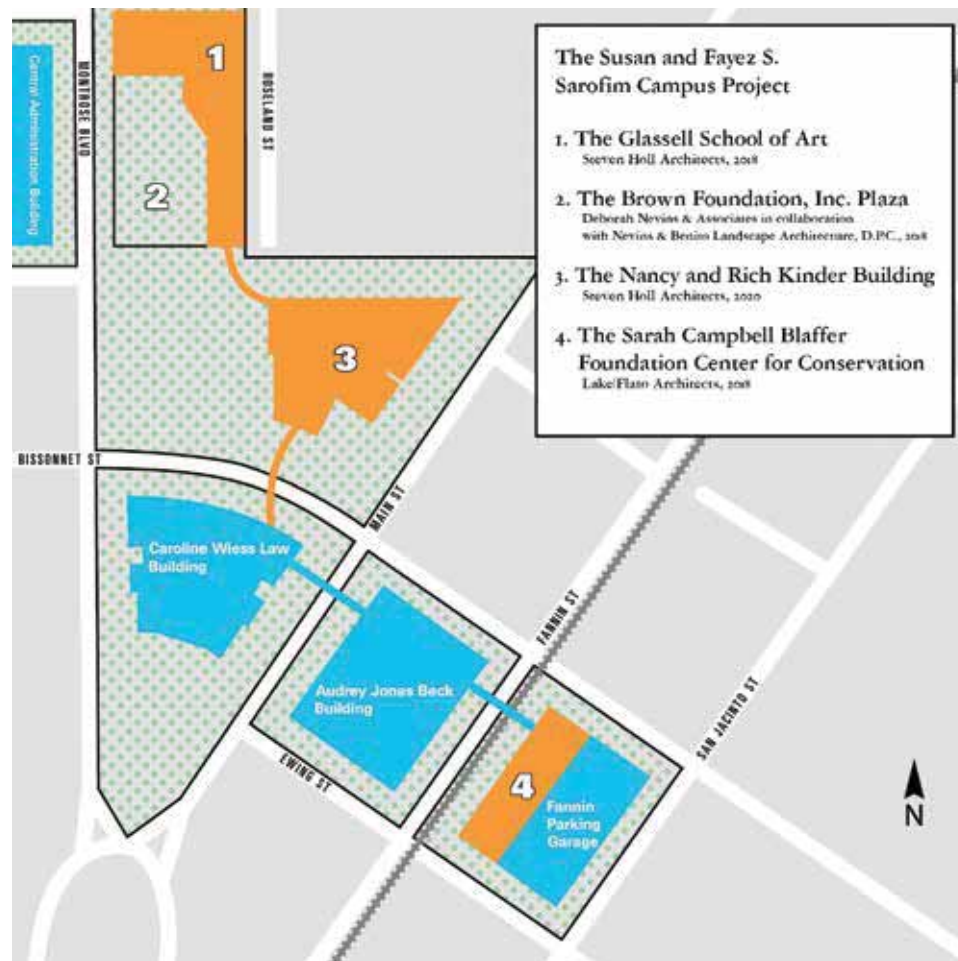 The Susan and Fayez S.
Sarofim Campus Project
1. The Glassell School of Art
Steven Holl Architects, 2018
2. The Brown Foundation, Inc. Plaza
Deborah Nevins & Associates in collaboration
with Nevins & Benito Landscape Architecture, D.P.C., 2018
3. The Nancy and Rich Kinder Building
Steven Holl Architects, 2020
4. The Sarah Campbell Blaffer
Foundation Center for Conservation
Lake/Flato Architects, 2018
Central Administration Building
MONTROSE BLVD
1
ROSELAND ST
2
3
BISSONNET ST
MAIN ST
Caroline Wiess Law
Building
FANNIN ST
Audrey Jones Beck
Building
SAN JACINTO ST
EWING ST
4
Fannin
Parking
Garage
N